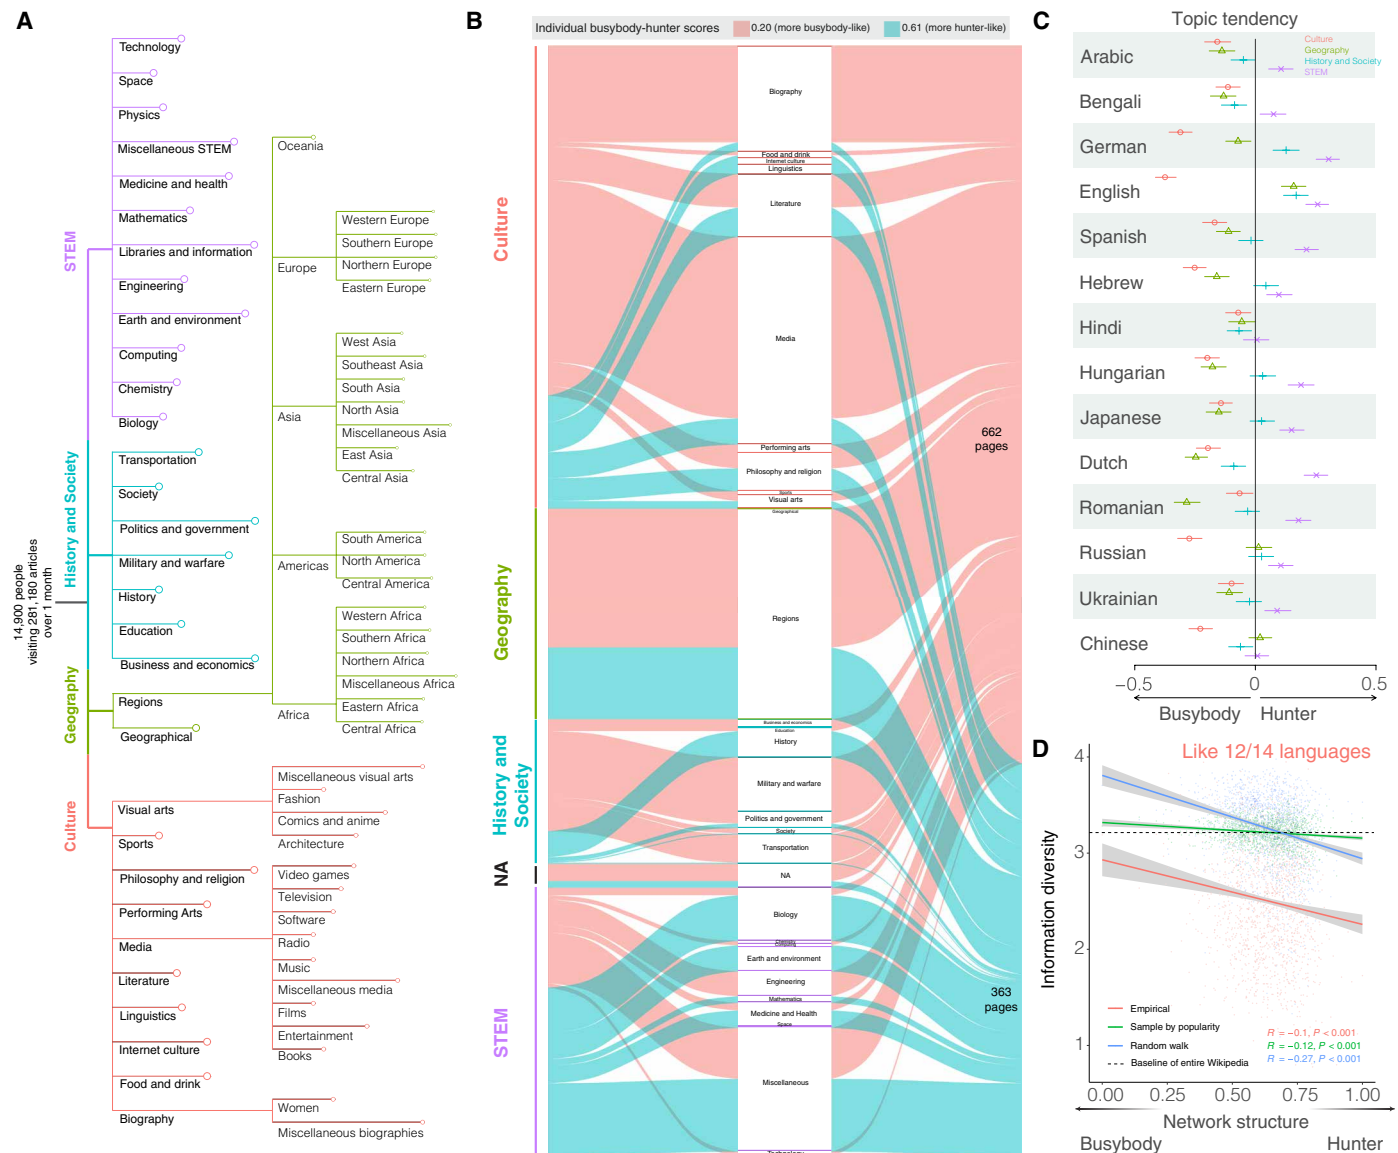 A
Technology
Space
Physics
Miscellaneous STEM
Medicine and health
Mathematics
Libraries and information
Engineering
Earth and environment
Computing
Chemistry
Biology
STEM
Transportation
Society
Politics and government
Military and warfare
History
Education
Business and economics
History and Society
14,900 people
visiting 281,180 articles
over 1 month
Regions
Geographical
Geography
Visual arts
Sports
Philosophy and religion
Performing Arts
Media
Literature
Linguistics
Internet culture
Food and drink
Biography
Culture
Oceania
Europe
Western Europe
Southern Europe
Northern Europe
Eastern Europe
Asia
West Asia
Southeast Asia
South Asia
North Asia
Miscellaneous Asia
East Asia
Central Asia
Americas
South America
North America
Central America
Africa
Western Africa
Southern Africa
Northern Africa
Miscellaneous Africa
Eastern Africa
Central Africa
Miscellaneous visual arts
Fashion
Comics and anime
Architecture
Video games
Television
Software
Radio
Music
Miscellaneous media
Films
Entertainment
Books
Women
Miscellaneous biographies
B
Individual busybody-hunter scores
0.20 (more busybody-like)
0.61 (more hunter-like)
Culture
Geography
History and
Society
NA
STEM
Biography
Food and drink
Internet culture
Linguistics
Literature
Media
Performing arts
Philosophy and religion
Sports
Visual arts
Geographical
Regions
Business and economics
Education
History
Military and warfare
Politics and government
Society
Transportation
NA
Biology
Chemistry
Computing
Earth and environment
Engineering
Mathematics
Medicine and Health
Space
Miscellaneous
Technology
662
pages
363
pages
C
Topic tendency
Culture
Geography
History and Society
STEM
Arabic
Bengali
German
English
Spanish
Hebrew
Hindi
Hungarian
Japanese
Dutch
Romanian
Russian
Ukrainian
Chinese
−0.5
0
0.5
Busybody
Hunter
D
Like 12/14 languages
Information diversity
4
3
2
1
Empirical
Sample by popularity
Random walk
Baseline of entire Wikipedia
R = −0.1, P < 0.001
R = −0.12, P < 0.001
R = −0.27, P < 0.001
0.00
0.25
0.50
0.75
1.00
Network structure
Busybody
Hunter